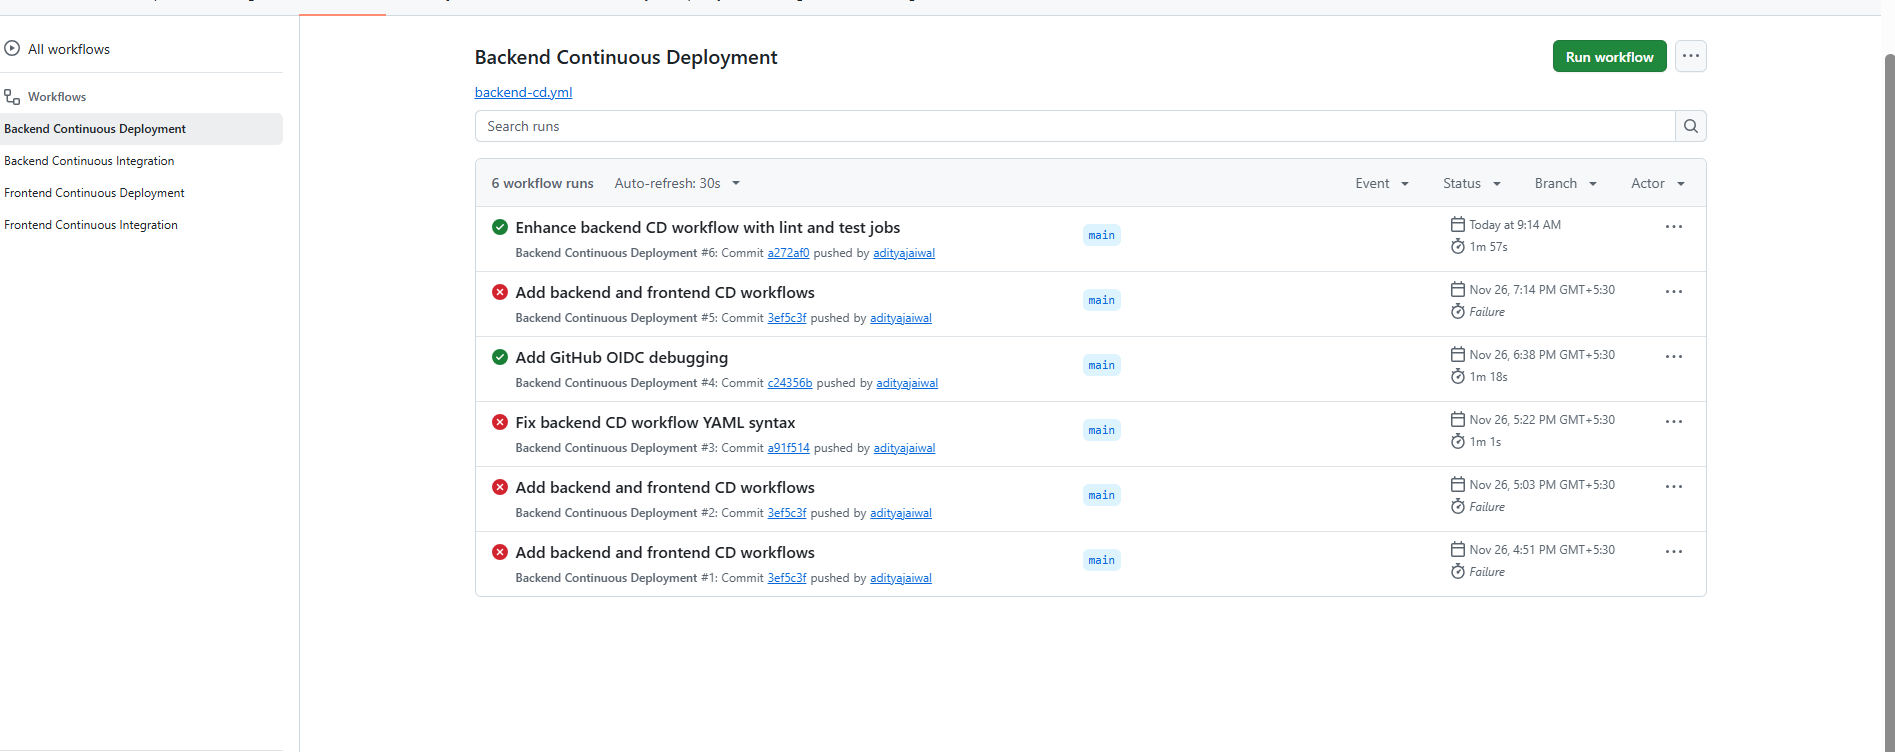 All workflows
Workflows
Backend Continuous Deployment
Backend Continuous Integration
Frontend Continuous Deployment
Frontend Continuous Integration
Backend Continuous Deployment
Run workflow
backend-cd.yml
Search runs
6 workflow runs Auto-refresh: 30s Event Status Branch Actor
Enhance backend CD workflow with lint and test jobs
Backend Continuous Deployment #6: Commit a272af0 pushed by adityajaiwal
main
Today at 9:14 AM
1m 57s
Add backend and frontend CD workflows
Backend Continuous Deployment #5: Commit 3ef5c3f pushed by adityajaiwal
main
Nov 26, 7:14 PM GMT+5:30
Failure
Add GitHub OIDC debugging
Backend Continuous Deployment #4: Commit c24356b pushed by adityajaiwal
main
Nov 26, 6:38 PM GMT+5:30
1m 18s
Fix backend CD workflow YAML syntax
Backend Continuous Deployment #3: Commit a91f514 pushed by adityajaiwal
main
Nov 26, 5:22 PM GMT+5:30
1m 1s
Add backend and frontend CD workflows
Backend Continuous Deployment #2: Commit 3ef5c3f pushed by adityajaiwal
main
Nov 26, 5:03 PM GMT+5:30
Failure
Add backend and frontend CD workflows
Backend Continuous Deployment #1: Commit 3ef5c3f pushed by adityajaiwal
main
Nov 26, 4:51 PM GMT+5:30
Failure